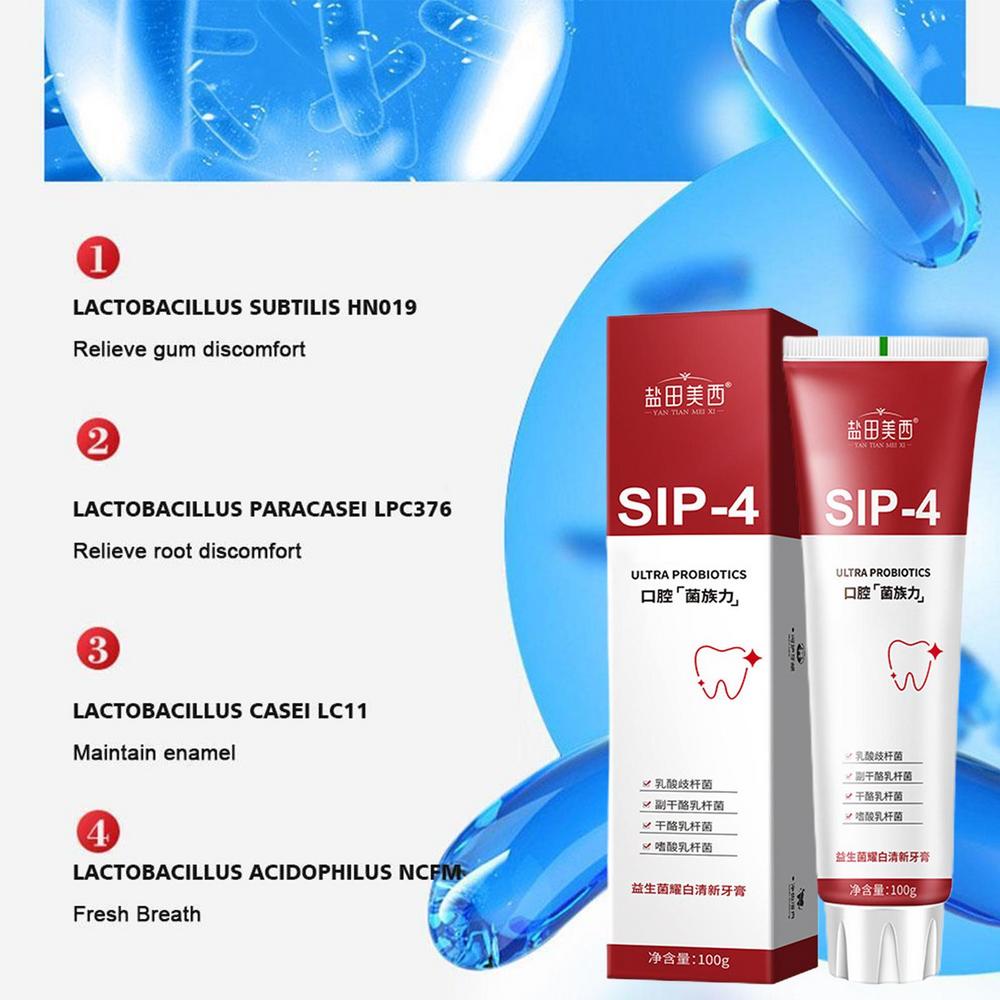 1
LACTOBACILLUS SUBTILIS HN019
Relieve gum discomfort
2
LACTOBACILLUS PARACASEI LPC376
Relieve root discomfort
3
LACTOBACILLUS CASEI LC11
Maintain enamel
4
LACTOBACILLUS ACIDOPHILUS NCFM
Fresh Breath
盐田美西®
YAN TIAN MEI XI
SIP-4
ULTRA PROBIOTICS
口腔「菌族力」
乳酸歧杆菌
副干酪乳杆菌
干酪乳杆菌
嗜酸乳杆菌
益生菌耀白清新牙膏
净含量:100g
盐田美西®
YAN TIAN MEI XI
SIP-4
ULTRA PROBIOTICS
口腔「菌族力」
乳酸歧杆菌
副干酪乳杆菌
干酪乳杆菌
嗜酸乳杆菌
益生菌耀白清新牙膏
净含量:100g